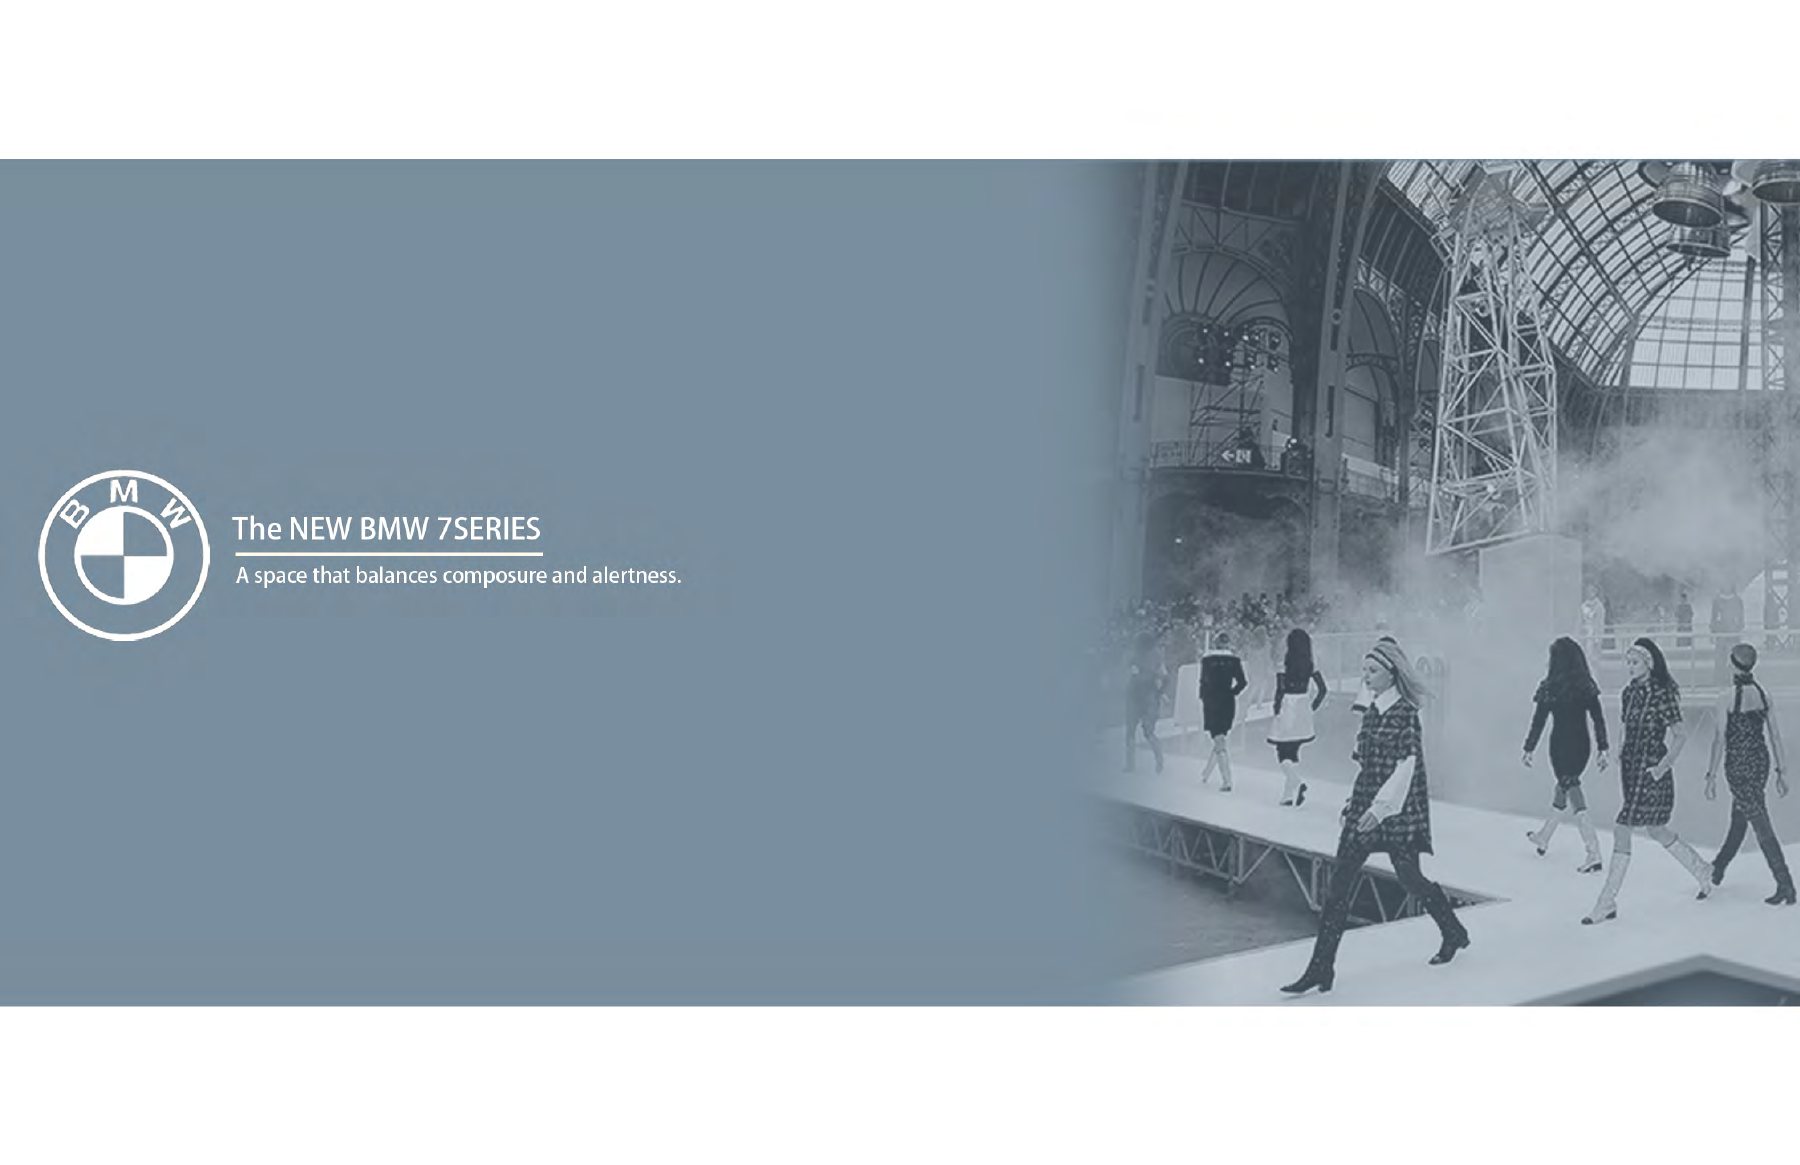 BMW
The NEW BMW 7SERIES
A space that balances composure and alertness.